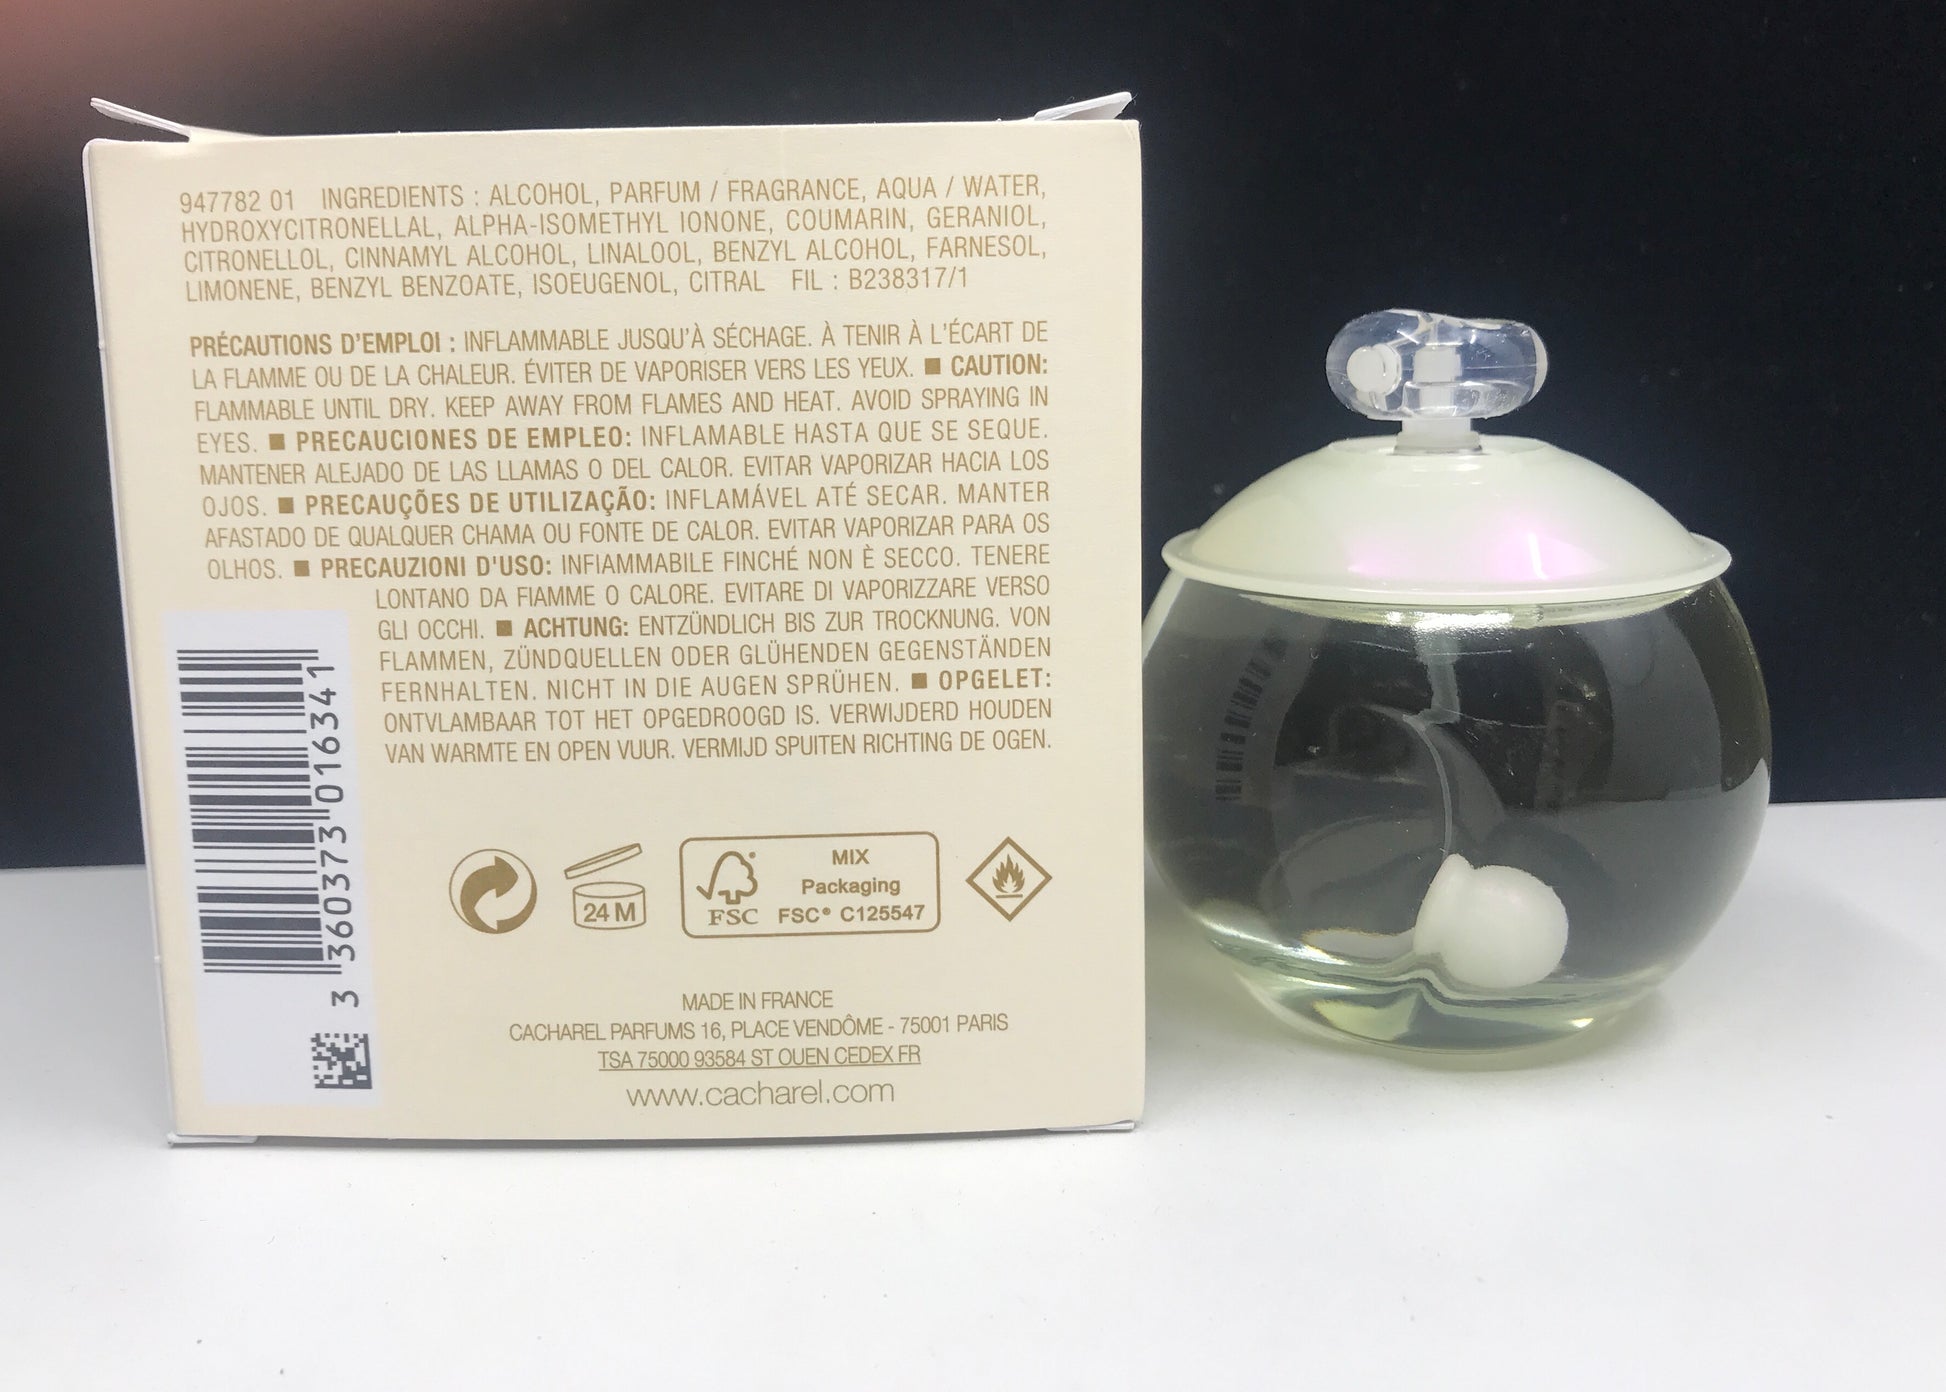 947782 01 INGREDIENTS : ALCOHOL, PARFUM / FRAGRANCE, AQUA / WATER,
HYDROXYCITRONELLAL, ALPHA-ISOMETHYL IONONE, COUMARIN, GERANIOL,
CITRONELLOL, CINNAMYL ALCOHOL, LINALOOL, BENZYL ALCOHOL, FARNESOL,
LIMONENE, BENZYL BENZOATE, ISOEUGENOL, CITRAL FIL : B238317/1
PRÉCAUTIONS D'EMPLOI : INFLAMMABLE JUSQU'À SÉCHAGE. À TENIR À L'ÉCART DE
LA FLAMME OU DE LA CHALEUR. ÉVITER DE VAPORISER VERS LES YEUX. ■ CAUTION:
FLAMMABLE UNTIL DRY. KEEP AWAY FROM FLAMES AND HEAT. AVOID SPRAYING IN
EYES. ■ PRECAUCIONES DE EMPLEO: INFLAMABLE HASTA QUE SE SEQUE.
MANTENER ALEJADO DE LAS LLAMAS O DEL CALOR. EVITAR VAPORIZAR HACIA LOS
OJOS. ■ PRECAUÇÕES DE UTILIZAÇÃO: INFLAMÁVEL ATÉ SECAR. MANTER
AFASTADO DE QUALQUER CHAMA OU FONTE DE CALOR. EVITAR VAPORIZAR PARA OS
OLHOS. ■ PRECAUZIONI D'USO: INFIAMMABILE FINCHÉ NON È SECCO. TENERE
LONTANO DA FIAMME O CALORE. EVITARE DI VAPORIZZARE VERSO
GLI OCCHI. ■ ACHTUNG: ENTZÜNDLICH BIS ZUR TROCKNUNG. VON
FLAMMEN, ZÜNDQUELLEN ODER GLÜHENDEN GEGENSTÄNDEN
FERNHALTEN. NICHT IN DIE AUGEN SPRÜHEN. ■ OPGELET:
ONTVLAMBAAR TOT HET OPGEDROOGD IS. VERWIJDERD HOUDEN
VAN WARMTE EN OPEN VUUR. VERMIJD SPUITEN RICHTING DE OGEN.
3 360373 016341
24 M
FSC
MIX
Packaging
FSC® C125547
MADE IN FRANCE
CACHAREL PARFUMS 16, PLACE VENDÔME - 75001 PARIS
TSA 75000 93584 ST OUEN CEDEX FR
www.cacharel.com